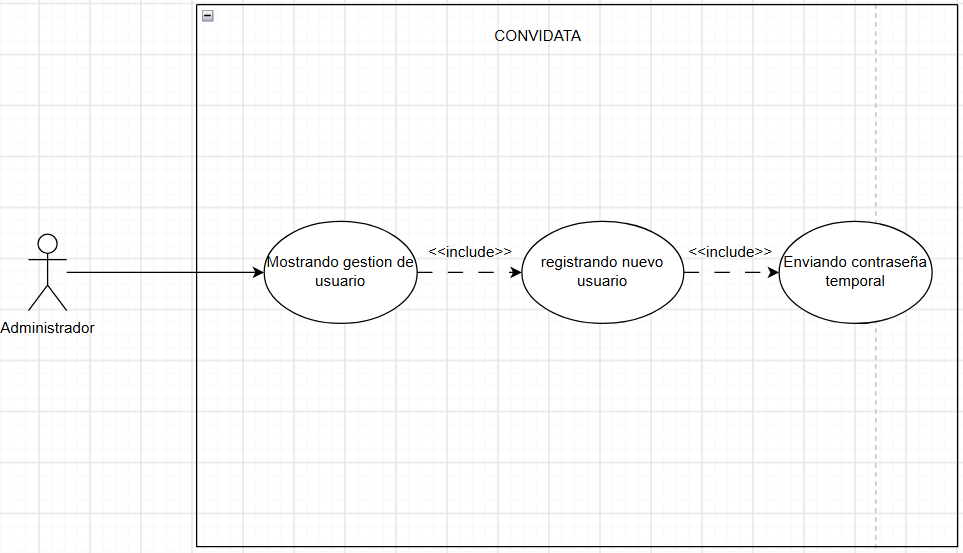 CONVIDATA
Administrador
Mostrando gestion de
usuario
<<include>>
registrando nuevo
usuario
<<include>>
Enviando contraseña
temporal